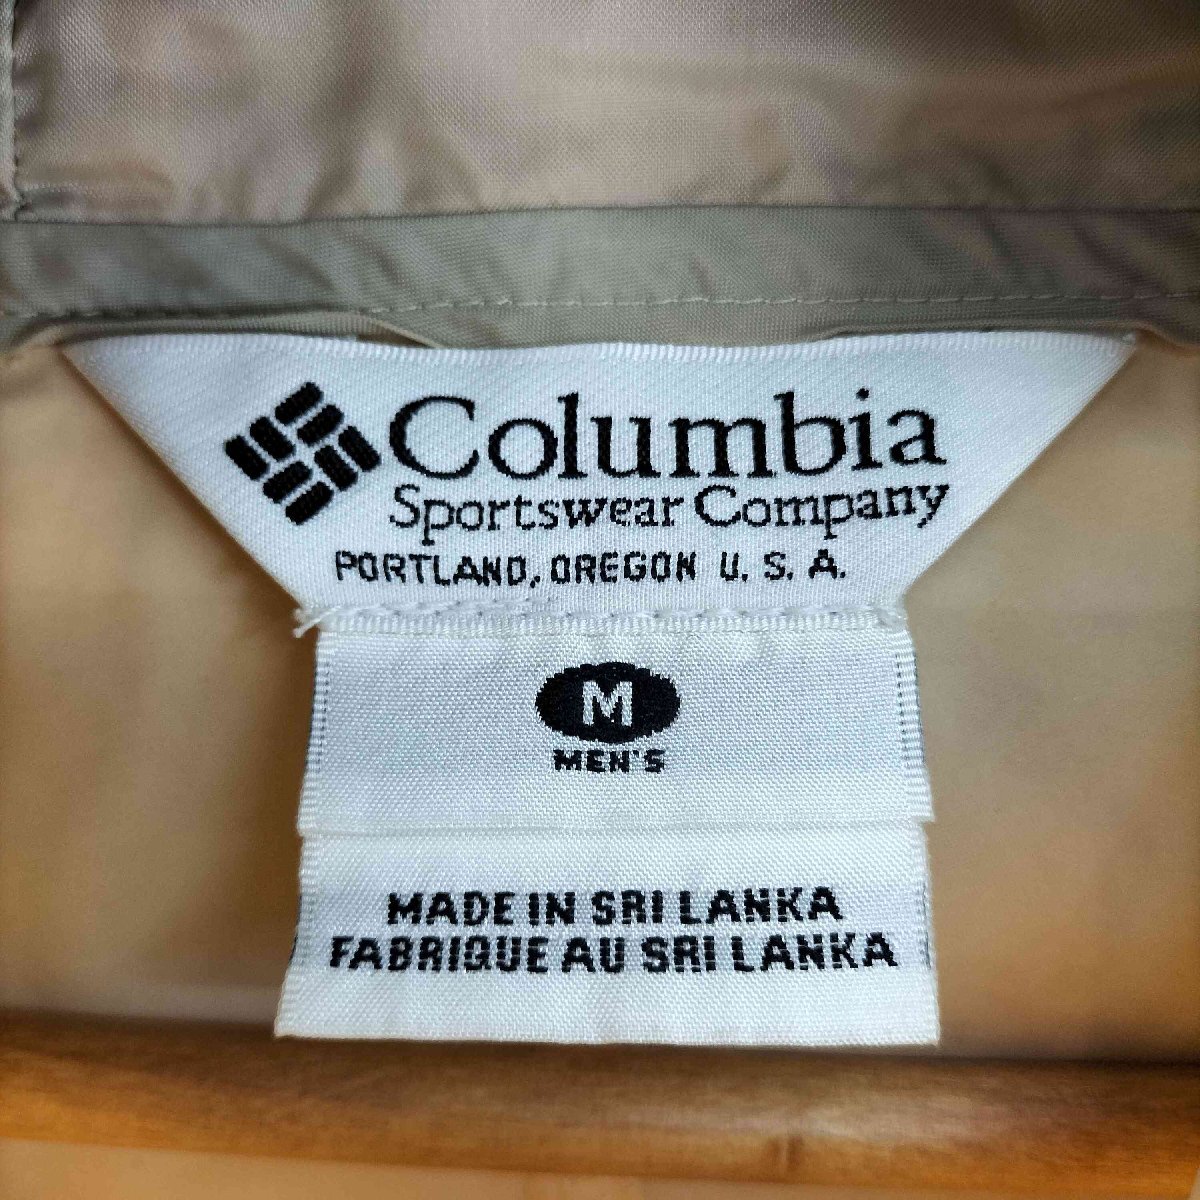 Columbia
Sportswear Company
PORTLAND, OREGON U. S. A.
M
MEN'S
MADE IN SRI LANKA
FABRIQUE AU SRI LANKA